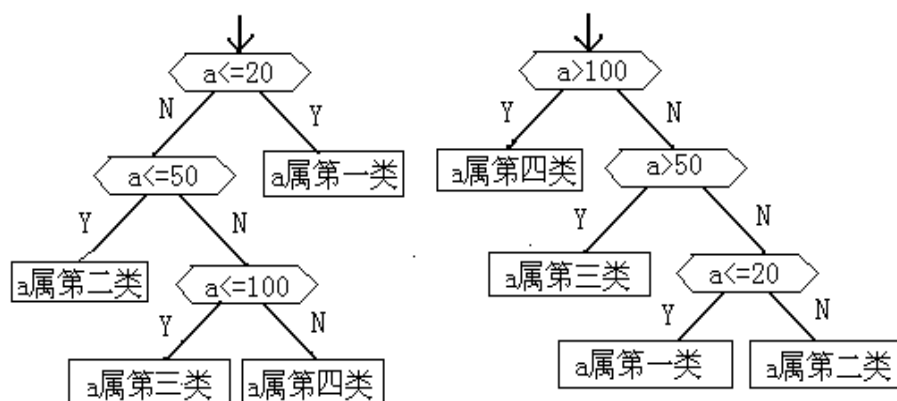 a<=20
N
Y
a<=50
a属第一类
Y
N
a属第二类
a<=100
Y
N
a属第三类
a属第四类
a>100
Y
N
a属第四类
a>50
Y
N
a属第三类
a<=20
Y
N
a属第一类
a属第二类